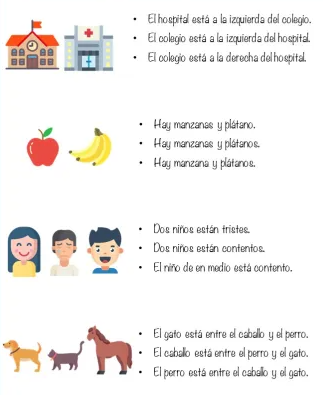 • El hospital está a la izquierda del colegio.
• El colegio está a la izquierda del hospital.
• El colegio está a la derecha del hospital.
• Hay manzanas y plátano.
• Hay manzanas y plátanos.
• Hay manzana y plátanos.
• Dos niños están tristes.
• Dos niños están contentos.
• El niño de en medio está contento.
• El gato está entre el caballo y el perro.
• El caballo está entre el perro y el gato.
• El perro está entre el caballo y el gato.